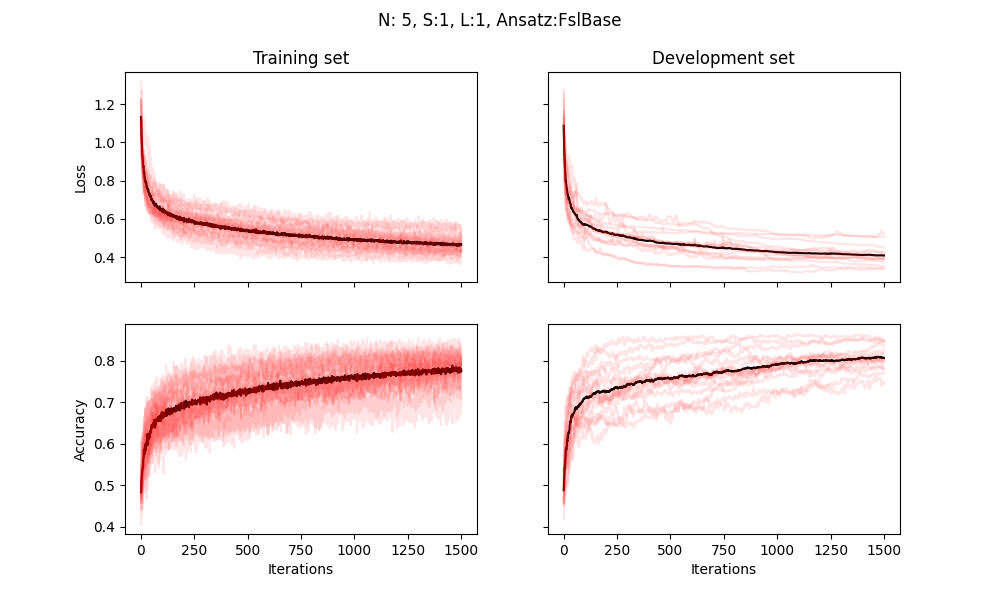 N: 5, S:1, L:1, Ansatz:FslBase
Training set
Development set
1.2
1.0
0.8
0.6
0.4
Loss
0.8
0.7
0.6
0.5
0.4
Accuracy
0 250 500 750 1000 1250 1500
0 250 500 750 1000 1250 1500
Iterations
Iterations